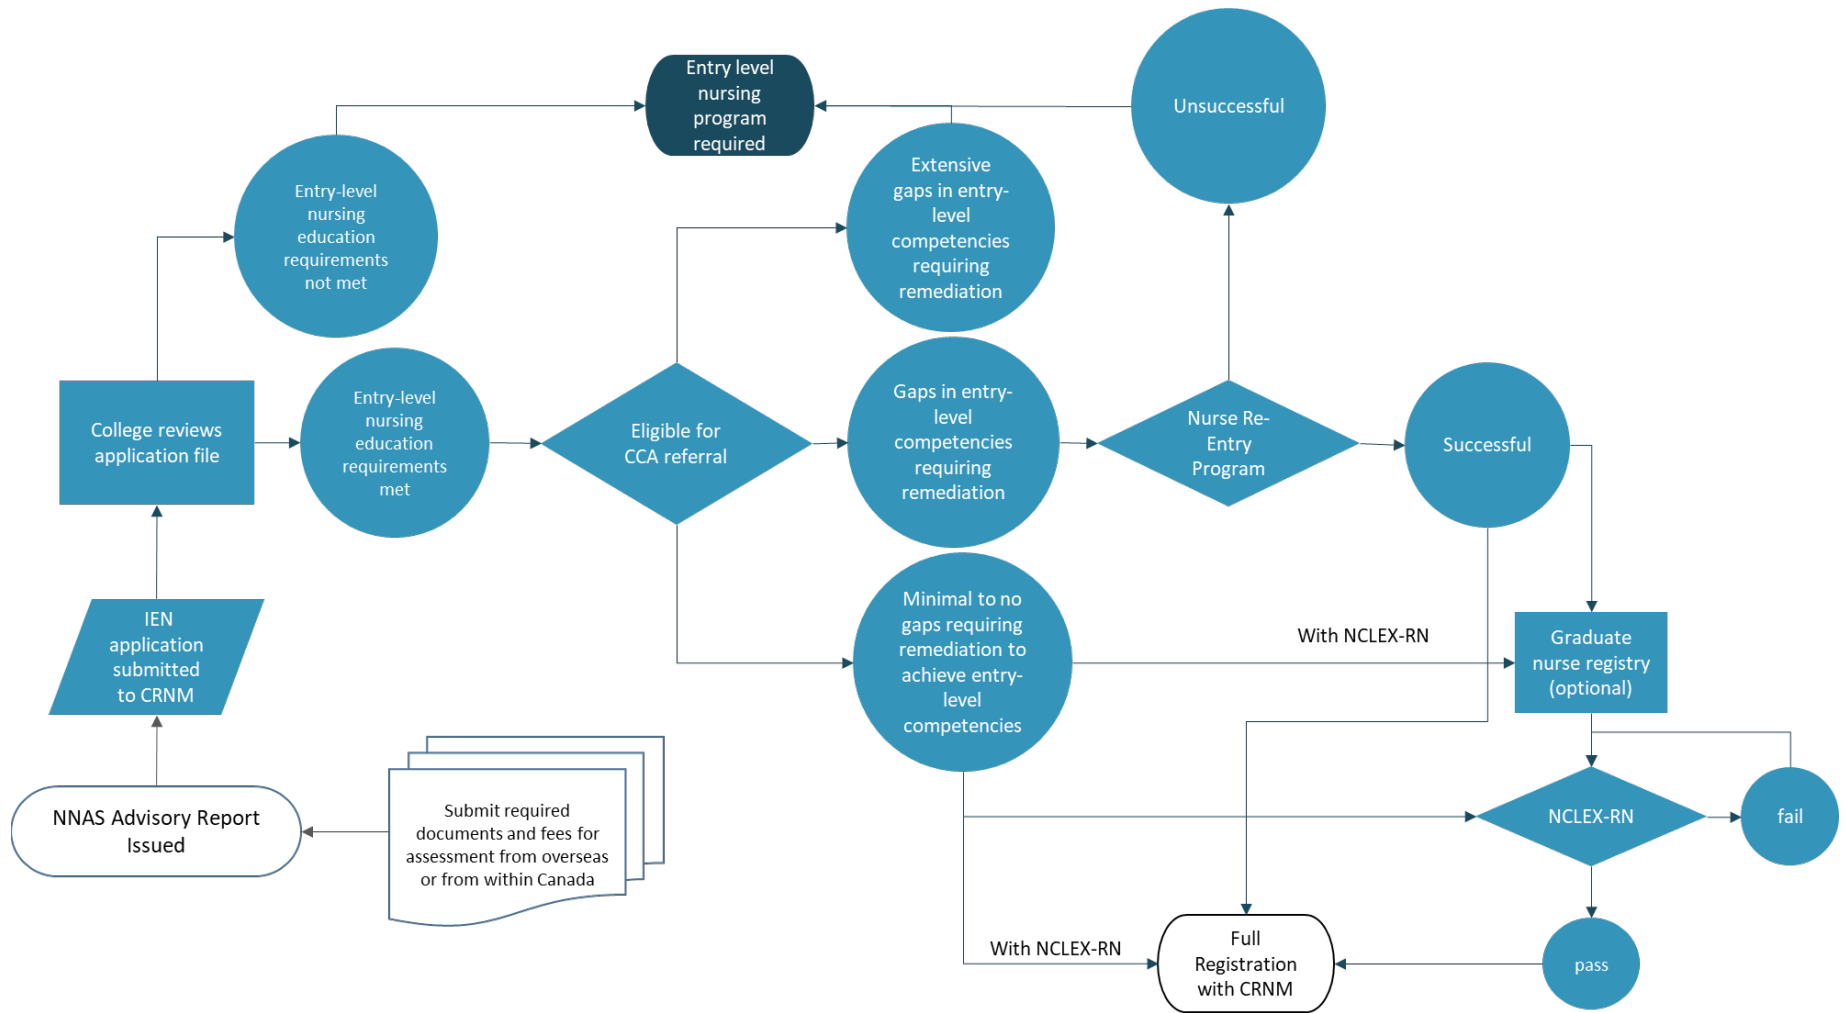 Entry level
nursing
program
required
Unsuccessful
Entry-level
nursing
education
requirements
not met
Extensive
gaps in entry-
level
competencies
requiring
remediation
College reviews
application file
Entry-level
nursing
education
requirements
met
Eligible for
CCA referral
Gaps in entry-
level
competencies
requiring
remediation
Nurse Re-
Entry
Program
Successful
IEN
application
submitted
to CRNM
Minimal to no
gaps requiring
remediation to
achieve entry-
level
competencies
With NCLEX-RN
Graduate
nurse registry
(optional)
NNAS Advisory Report
Issued
Submit required
documents and fees for
assessment from overseas
or from within Canada
NCLEX-RN
fail
With NCLEX-RN
Full
Registration
with CRNM
pass